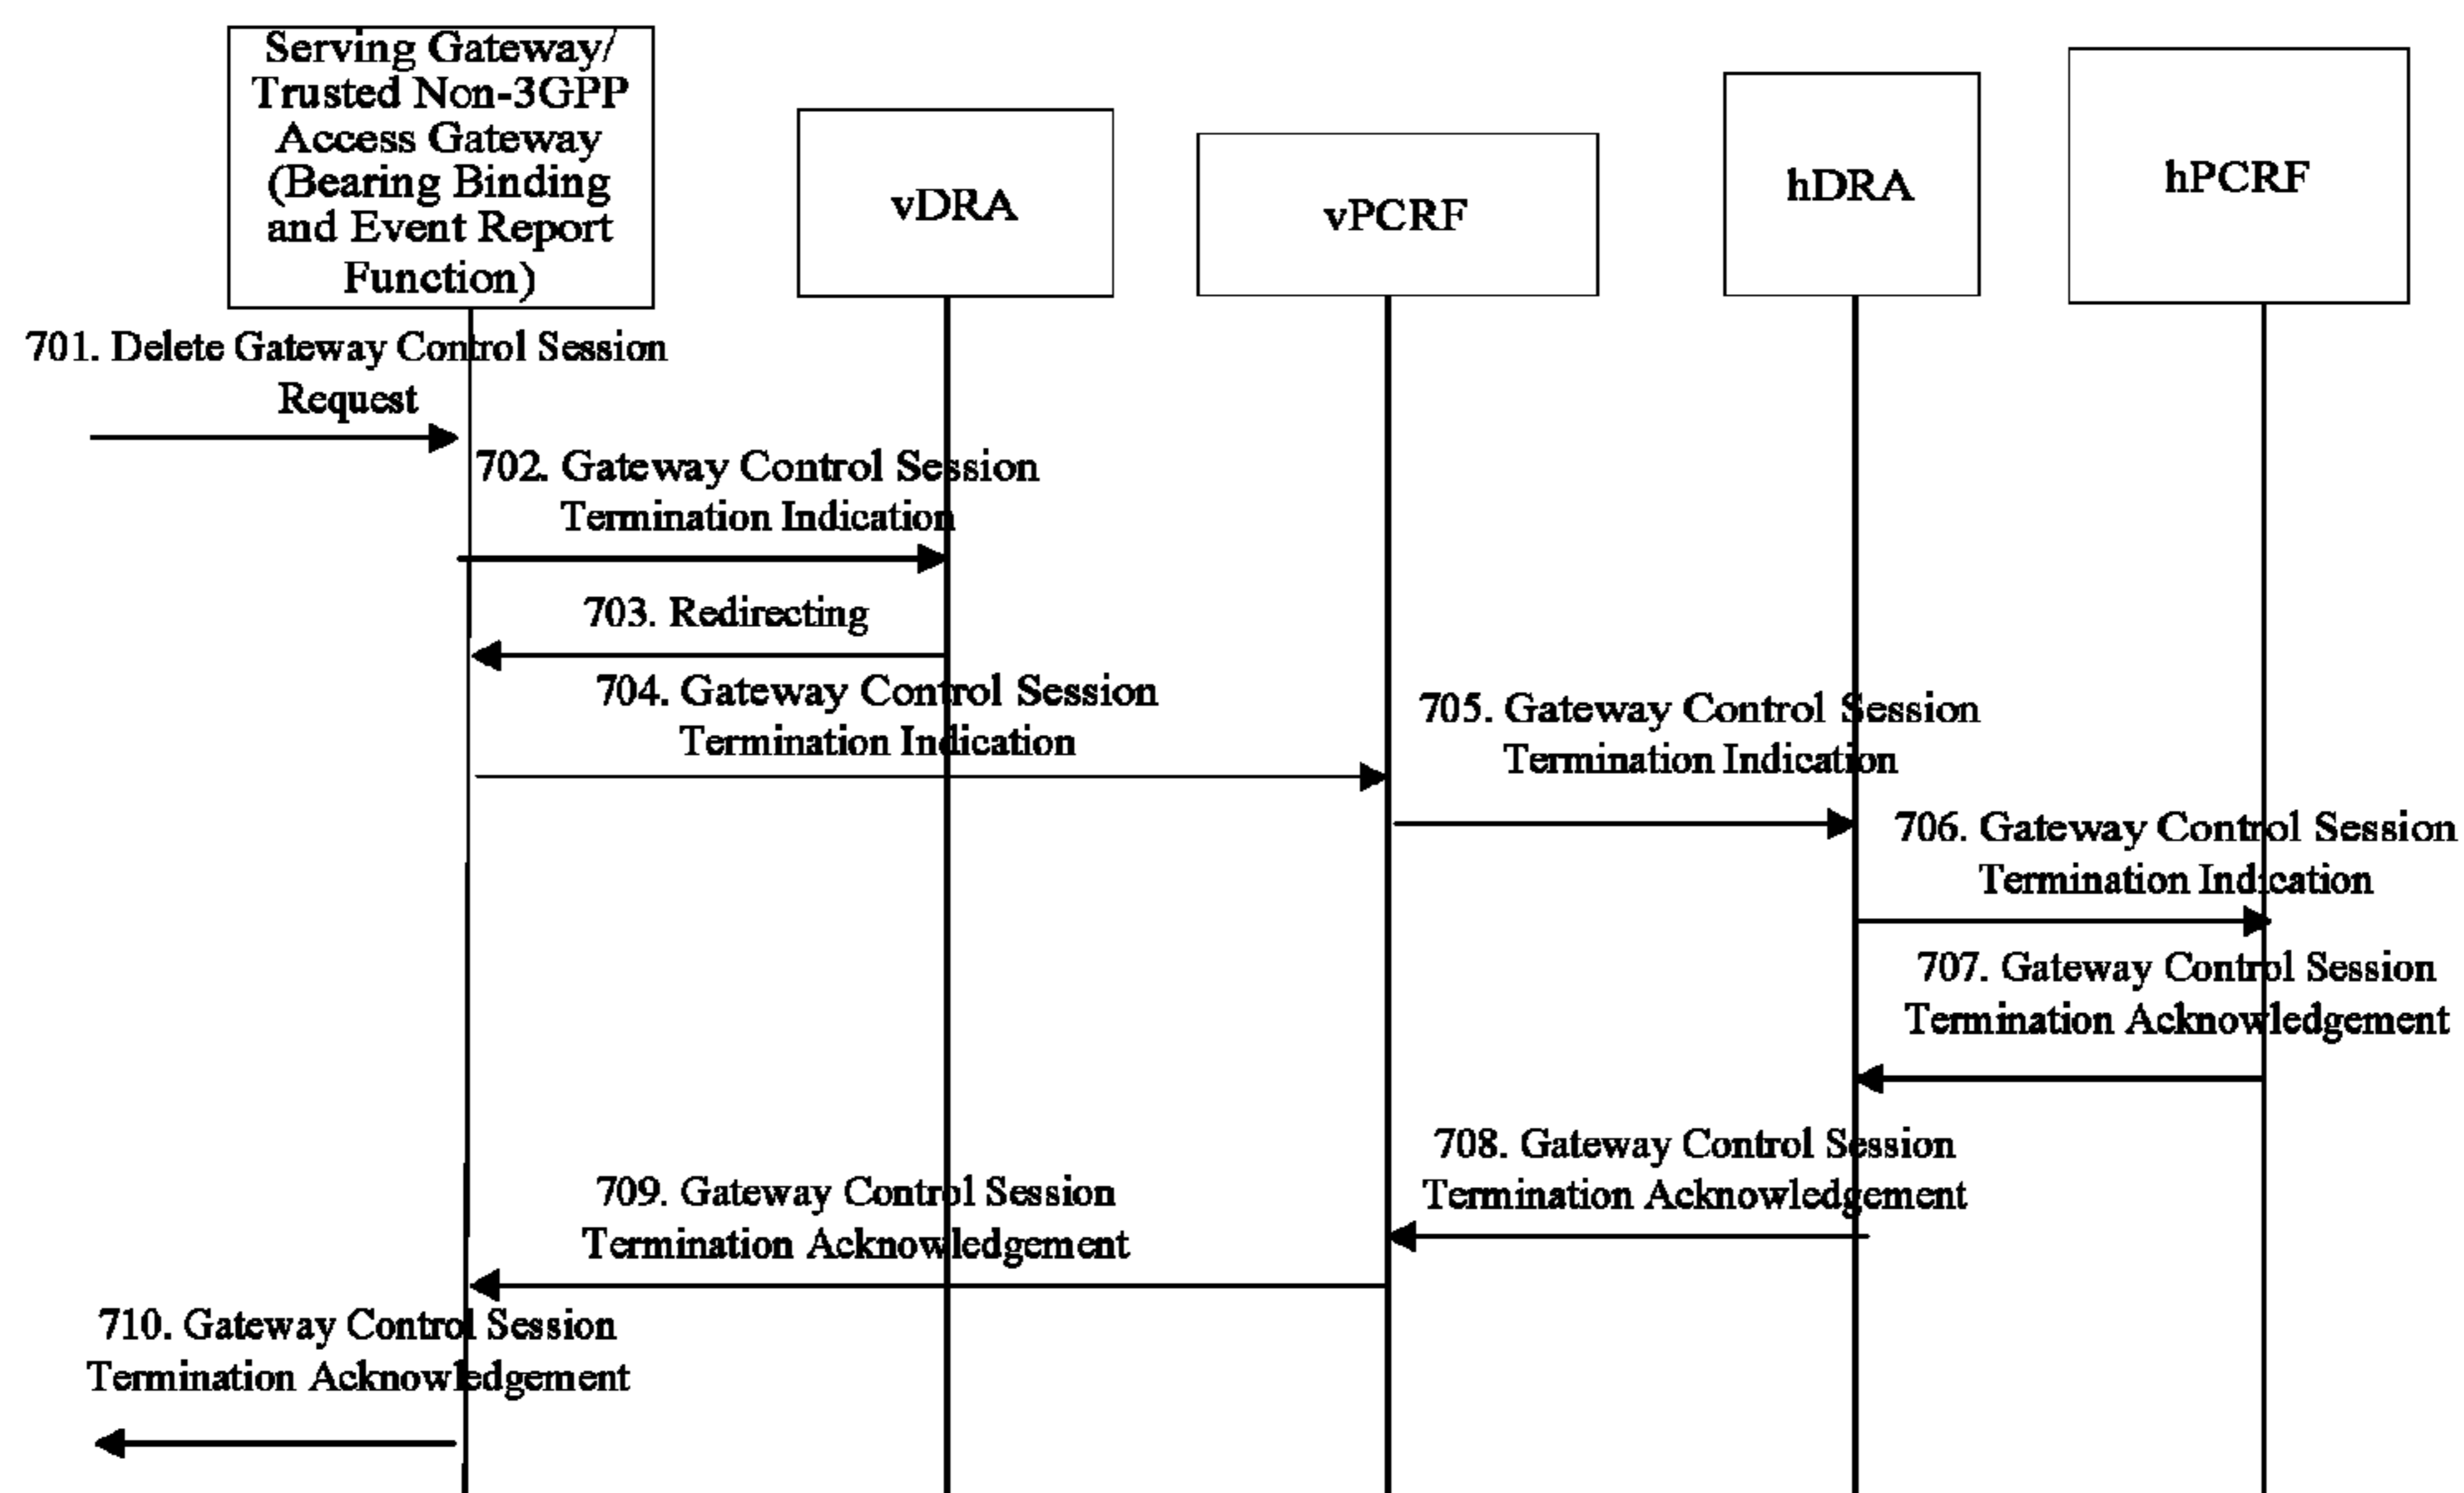 Serving Gateway/
Trusted Non-3GPP
Access Gateway
(Bearing Binding
and Event Report
Function)
vDRA
vPCRF
hDRA
hPCRF
701. Delete Gateway Control Session
Request
702. Gateway Control Session
Termination Indication
703. Redirecting
704. Gateway Control Session
Termination Indication
705. Gateway Control Session
Termination Indication
706. Gateway Control Session
Termination Indication
707. Gateway Control Session
Termination Acknowledgement
708. Gateway Control Session
Termination Acknowledgement
709. Gateway Control Session
Termination Acknowledgement
710. Gateway Control Session
Termination Acknowledgement